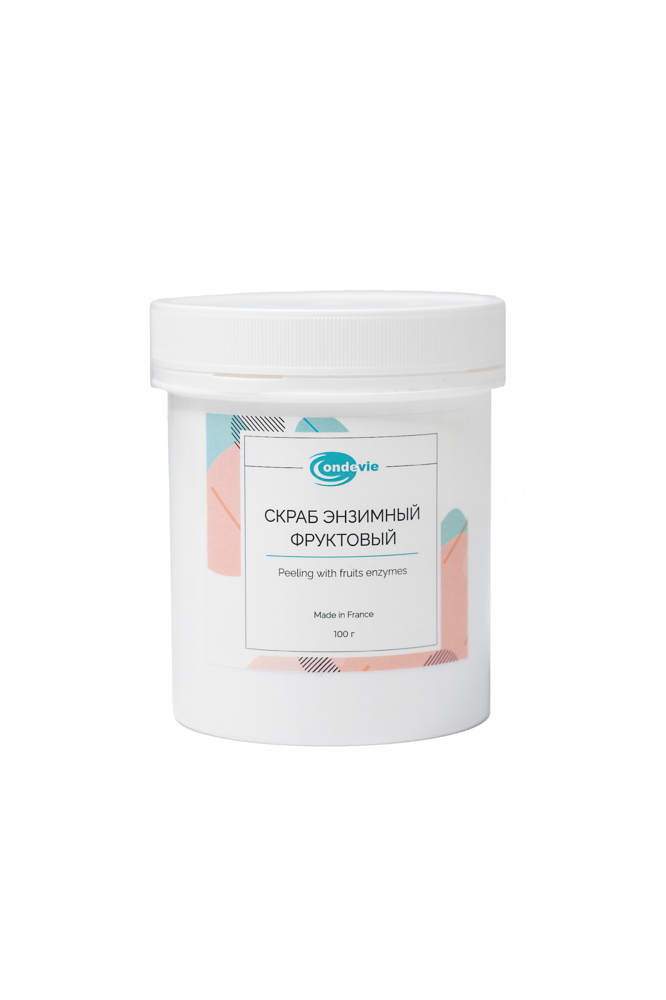 ondevie
СКРАБ ЭНЗИМНЫЙ
ФРУКТОВЫЙ
Peeling with fruits enzymes
Made in France
100 г